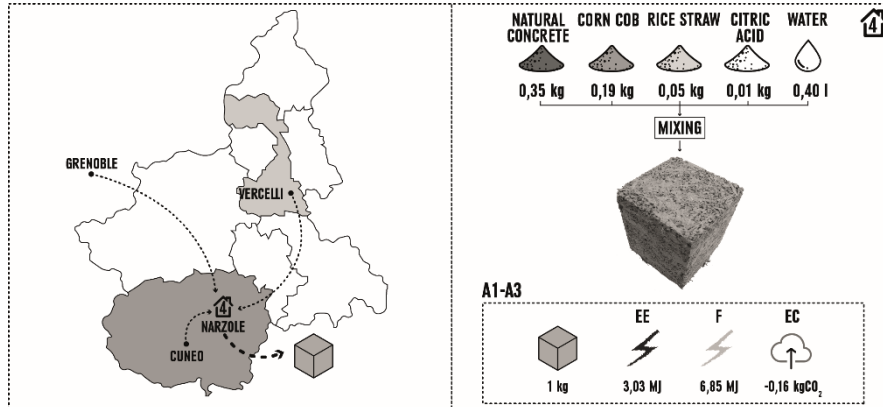 GRENOBLE
VERCELLI
4
NARZOLE
CUNEO
4
NATURAL CONCRETE
CORN COB
RICE STRAW
CITRIC ACID
WATER
0,35 kg
0,19 kg
0,05 kg
0,01 kg
0,40 l
MIXING
A1-A3
EE
F
EC
1 kg
3,03 MJ
6,85 MJ
-0,16 kgCO₂